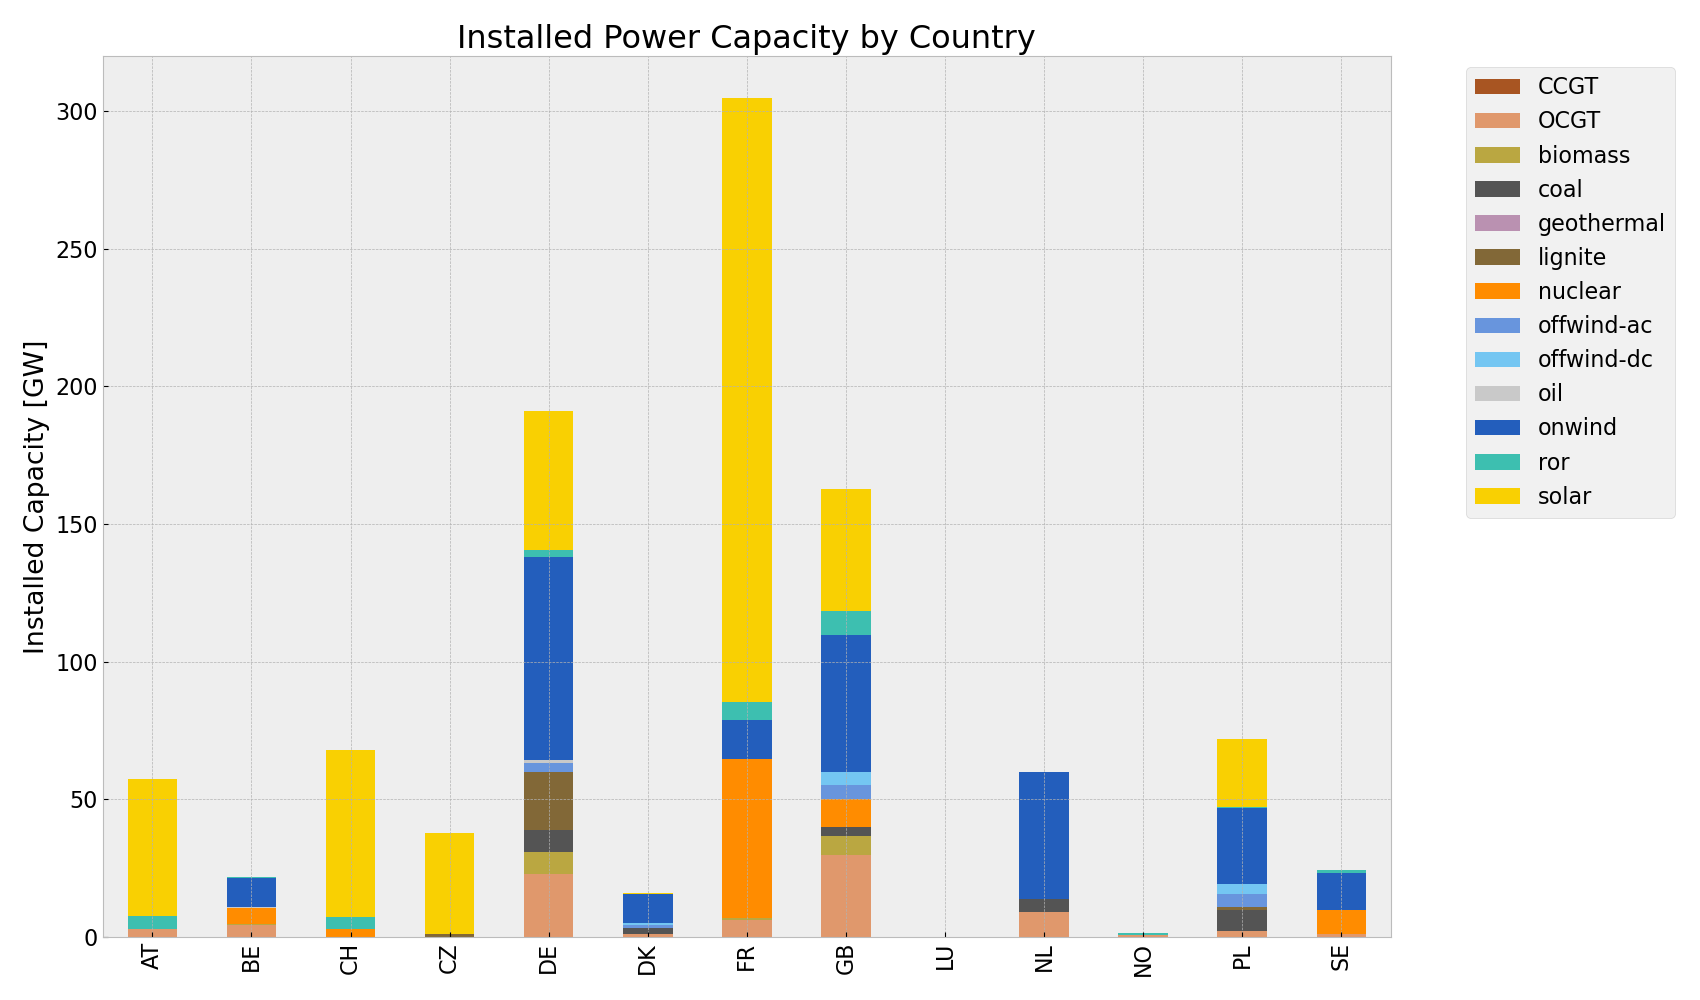 Installed Power Capacity by Country
Installed Capacity [GW]
300
250
200
150
100
50
0
AT
BE
CH
CZ
DE
DK
FR
GB
LU
NL
NO
PL
SE
CCGT
OCGT
biomass
coal
geothermal
lignite
nuclear
offwind-ac
offwind-dc
oil
onwind
ror
solar